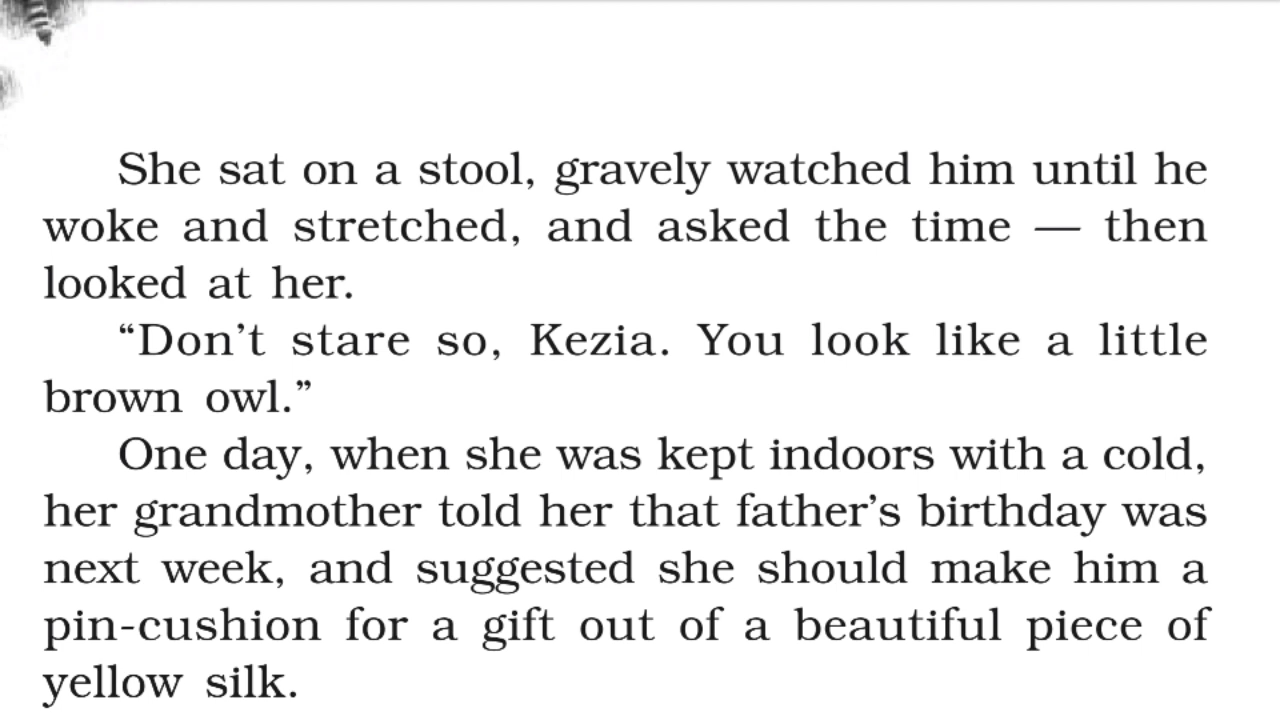 She sat on a stool, gravely watched him until he
woke and stretched, and asked the time — then
looked at her.
“Don’t stare so, Kezia. You look like a little
brown owl.”
One day, when she was kept indoors with a cold,
her grandmother told her that father’s birthday was
next week, and suggested she should make him a
pin-cushion for a gift out of a beautiful piece of
yellow silk.